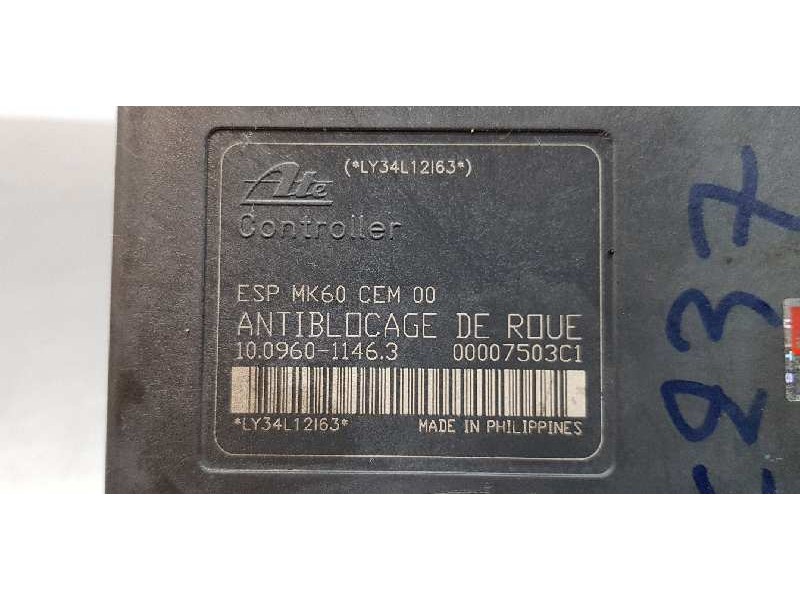 (*LY34L12I63*)
Ate
Controller
ESP MK60 CEM 00
ANTIBLOCAGE DE ROUE
10.0960-1146.3 00007503C1
*LY34L12I63* MADE IN PHILIPPINES
237